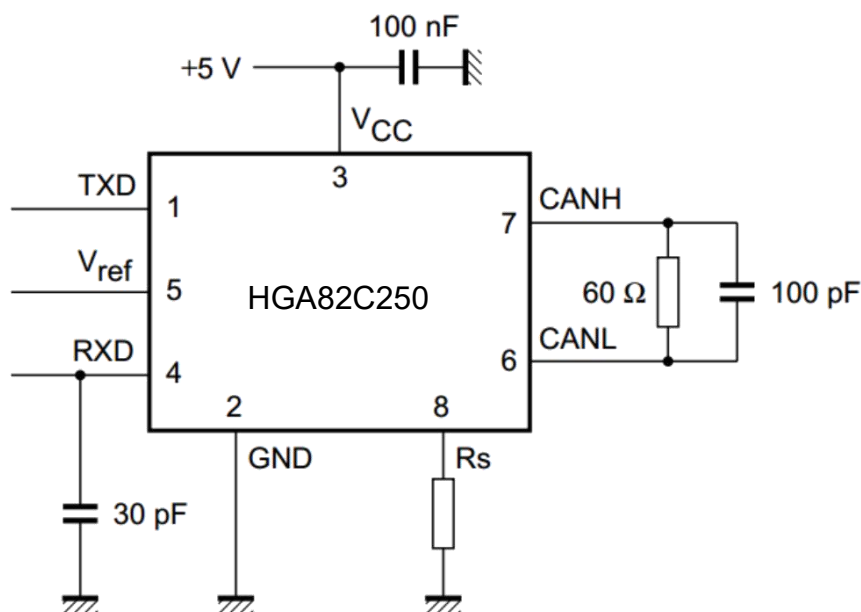 100 nF
+5 V
VCC
3
TXD
1
CANH
7
Vref
5
HGA82C250
60 Ω
100 pF
RXD
4
CANL
6
2
8
GND
Rs
30 pF